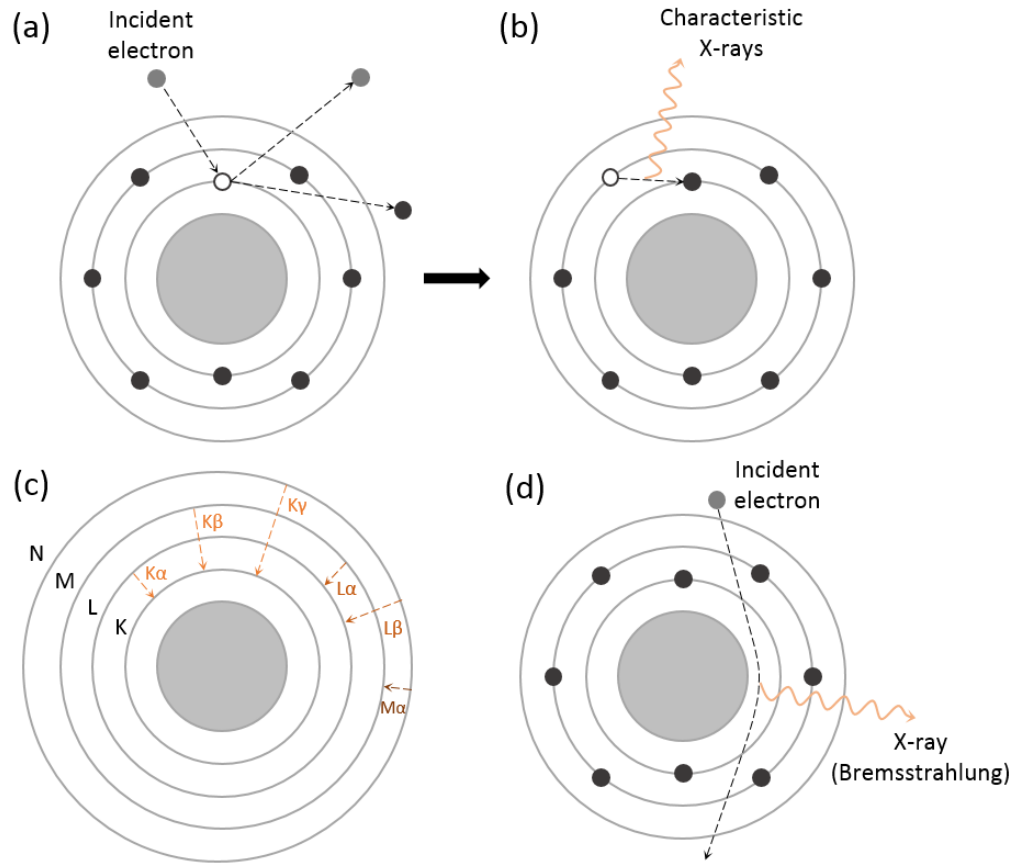 (a)
Incident
electron
(b)
Characteristic
X-rays
(c)
N
M
L
K
Kα
Kβ
Kγ
Lα
Lβ
Mα
(d)
Incident
electron
X-ray
(Bremsstrahlung)